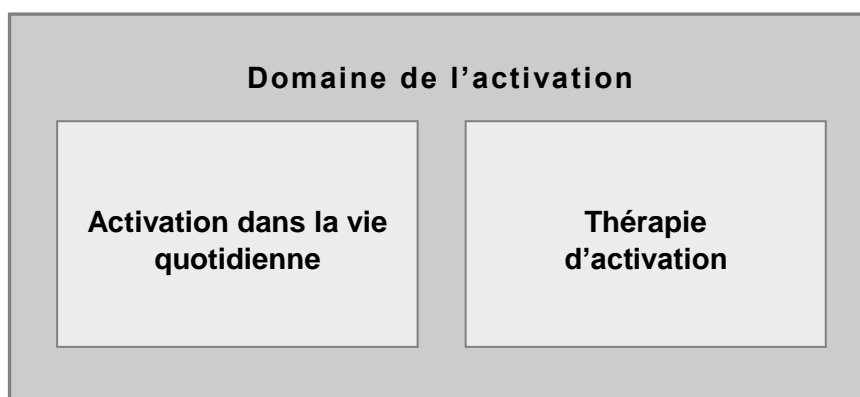 Domaine de l’activation
Activation dans la vie
quotidienne
Thérapie
d’activation